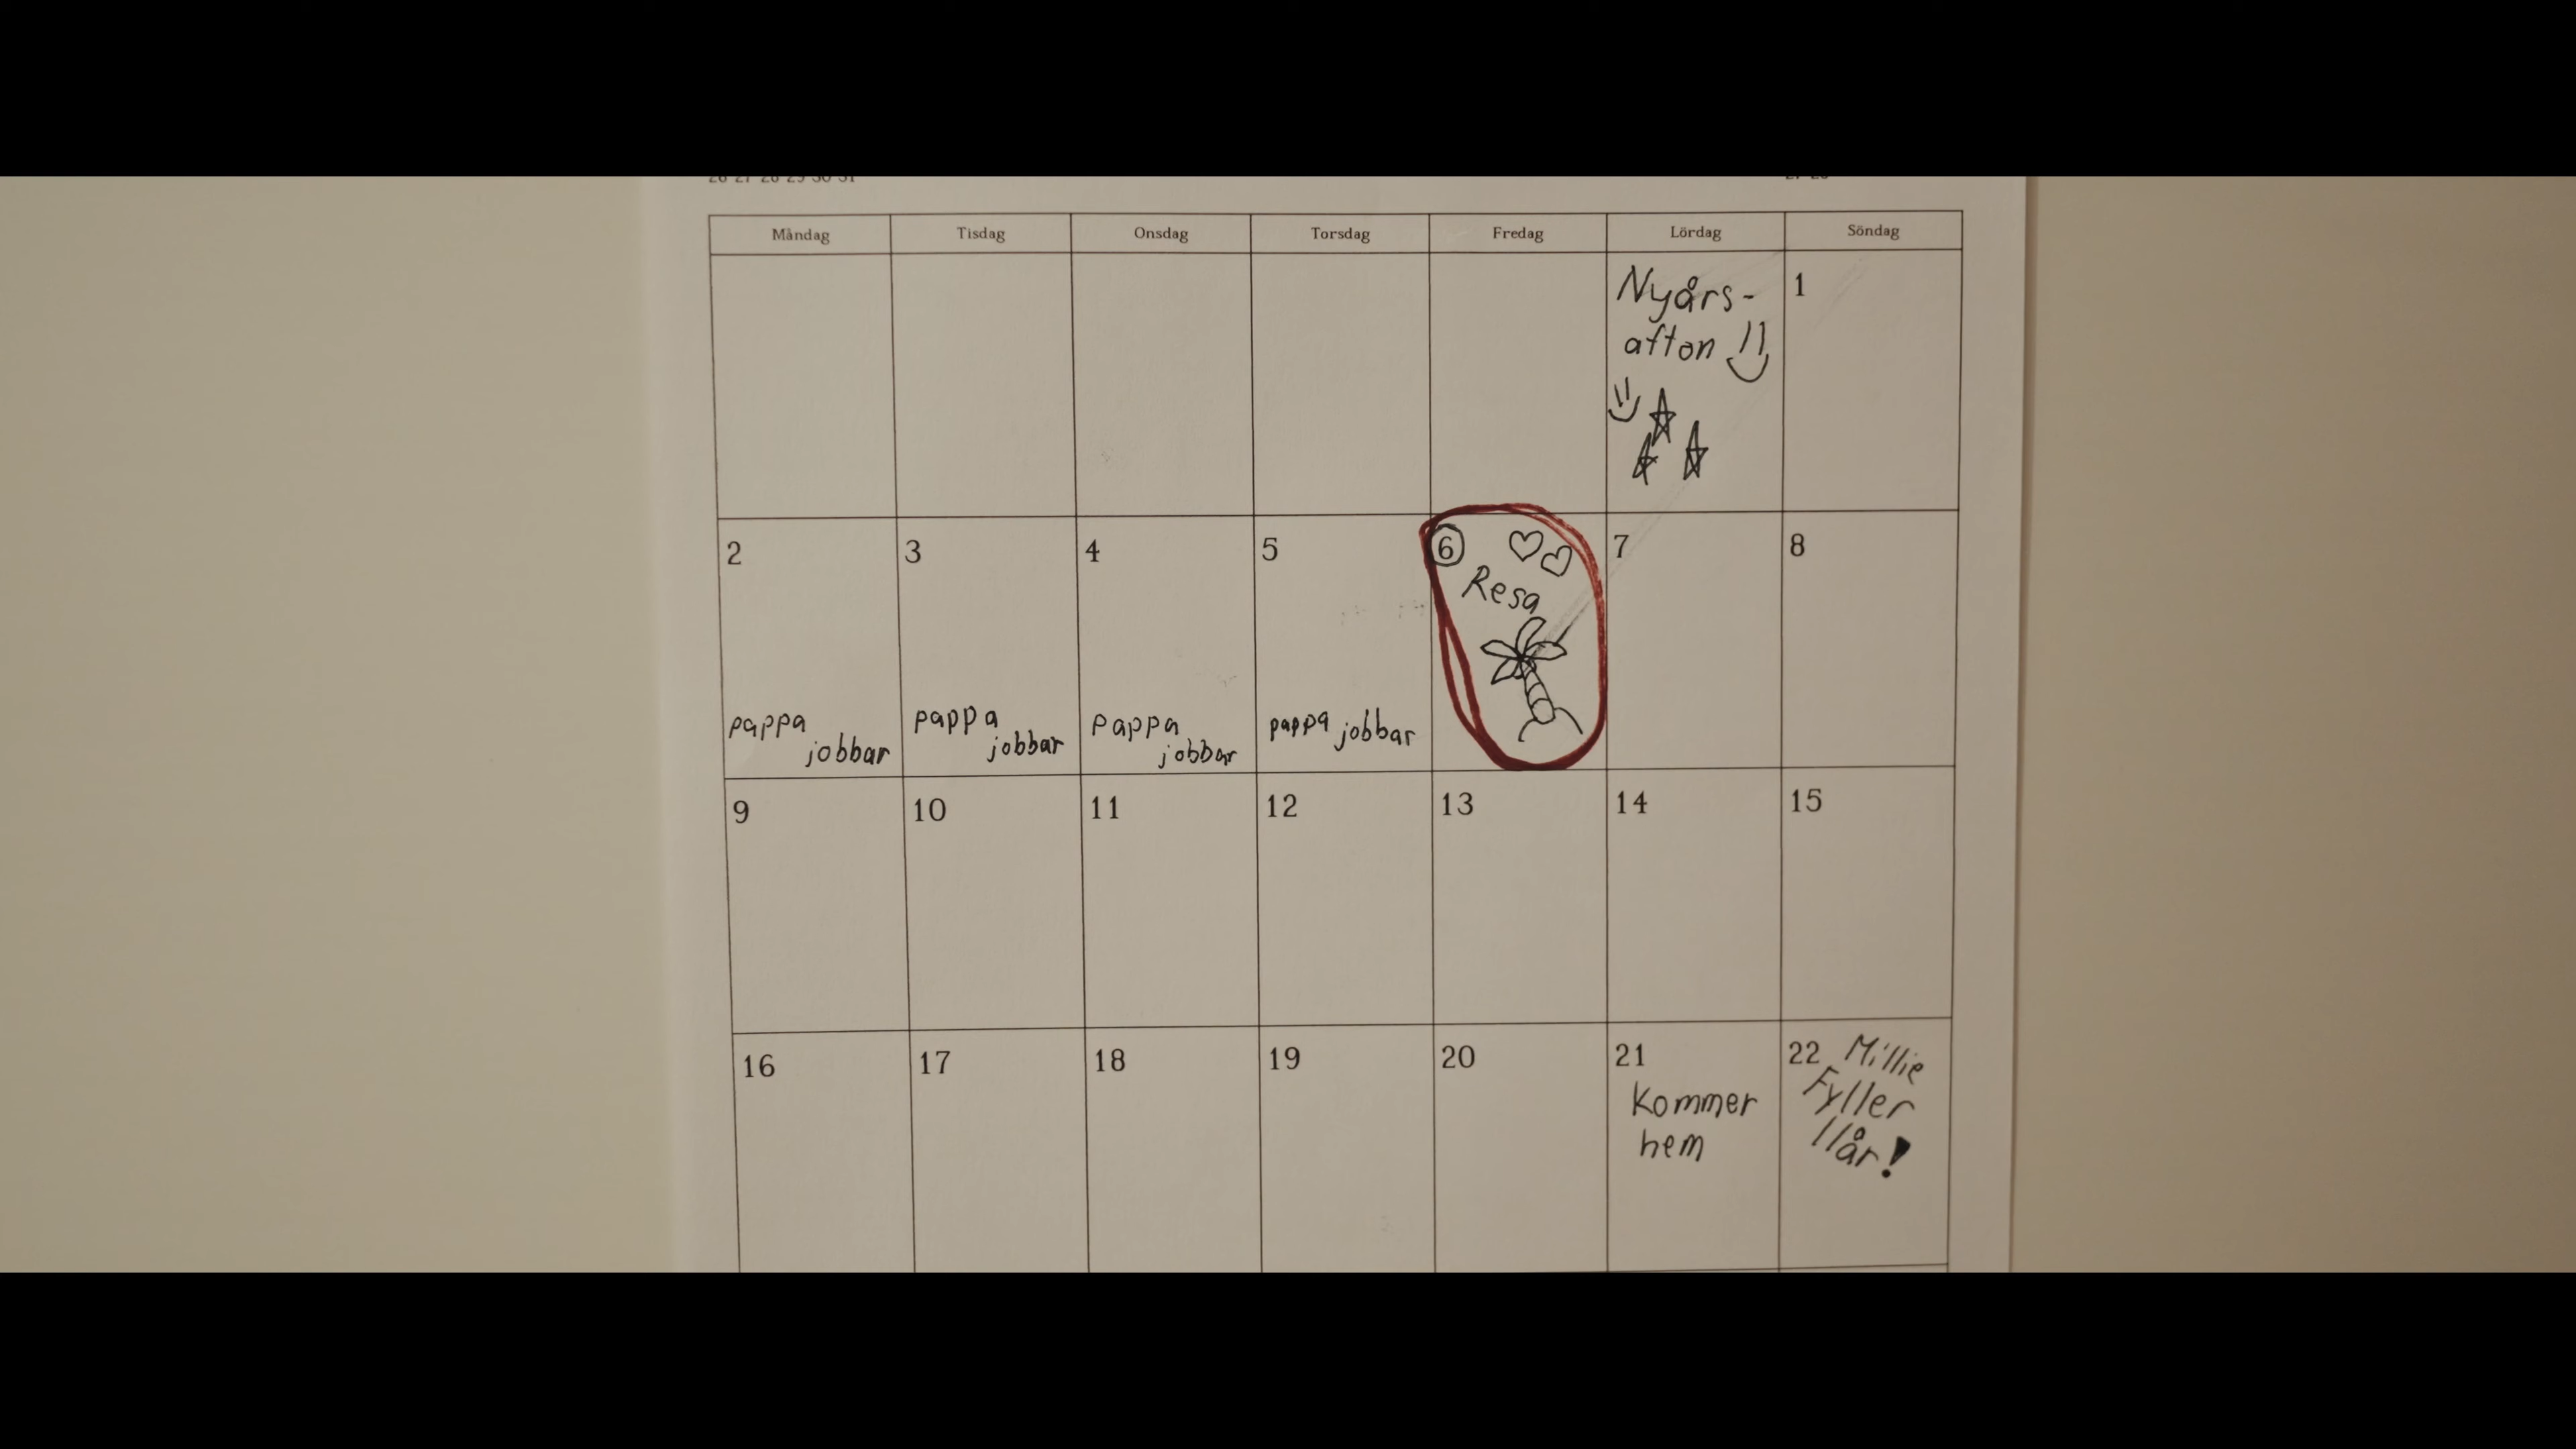 Måndag Tisdag Onsdag Torsdag Fredag Lördag Söndag
Nyårs-
afton
1
2 3 4 5 6 7 8
Resa
pappa
jobbar
pappa
jobbar
pappa
jobbar
pappa jobbar
9 10 11 12 13 14 15
16 17 18 19 20 21 22
Kommer
hem
Millie
Fyller
11år!